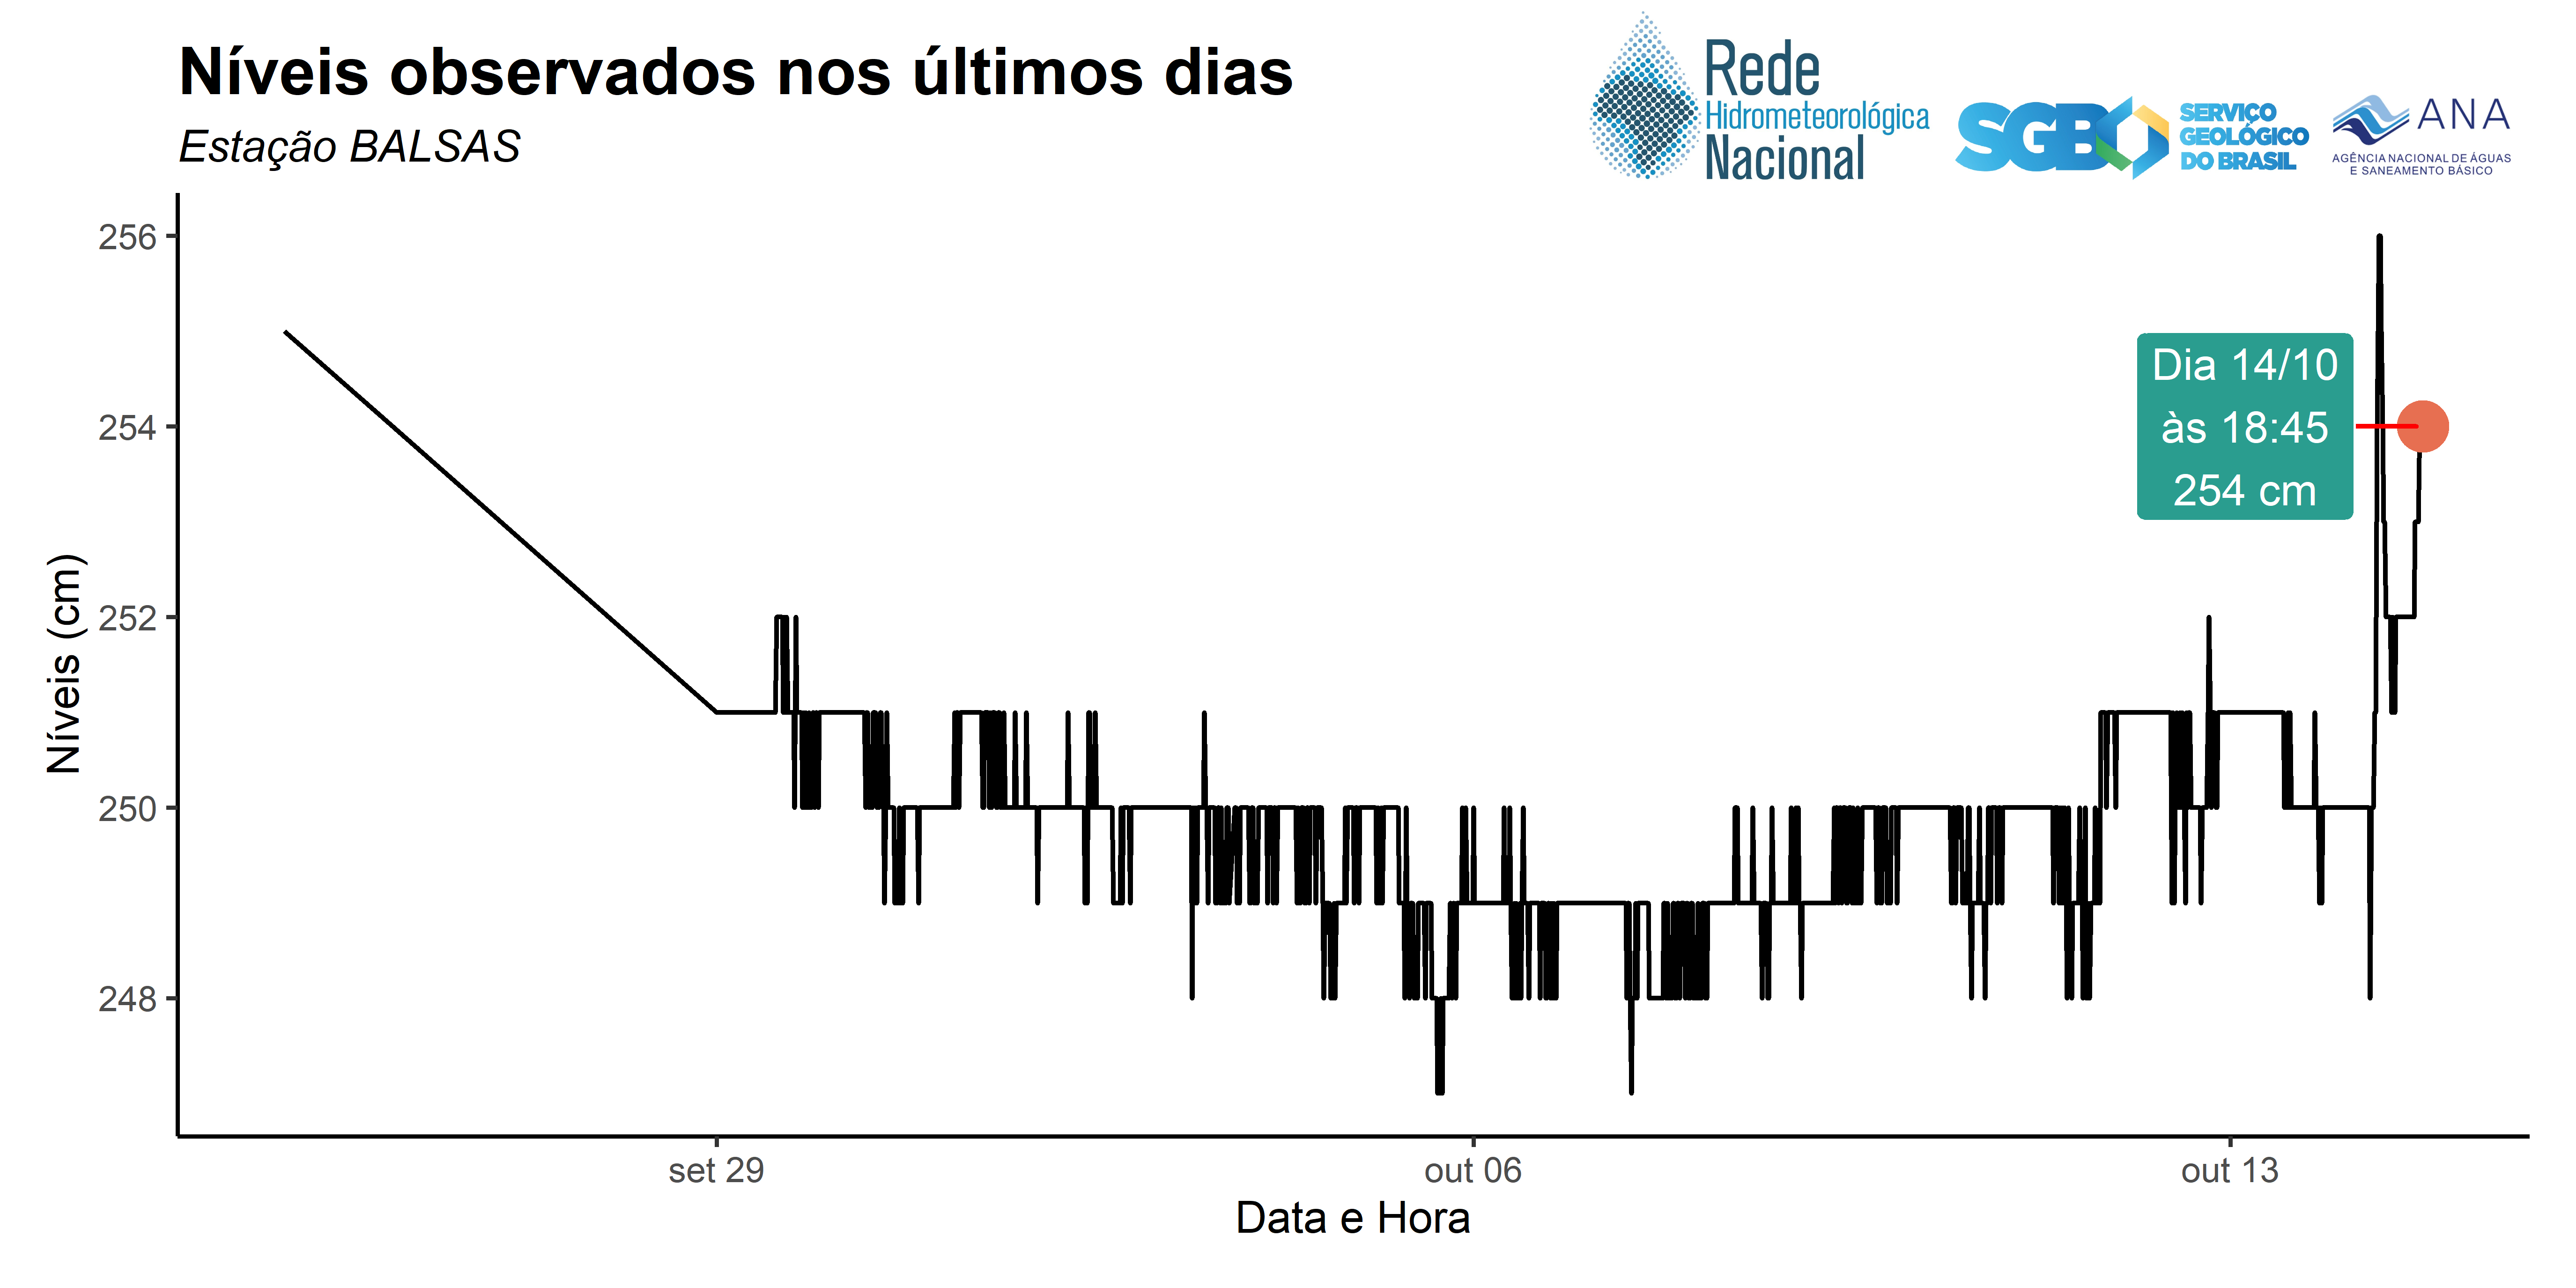 Níveis observados nos últimos dias
Estação BALSAS
Rede
Hidrometeorológica
Nacional
SGB
SERVIÇO
GEOLÓGICO
DO BRASIL
ANA
AGÊNCIA NACIONAL DE ÁGUAS
E SANEAMENTO BÁSICO
Níveis (cm)
256
254
252
250
248
Dia 14/10
às 18:45
254 cm
set 29
out 06
out 13
Data e Hora